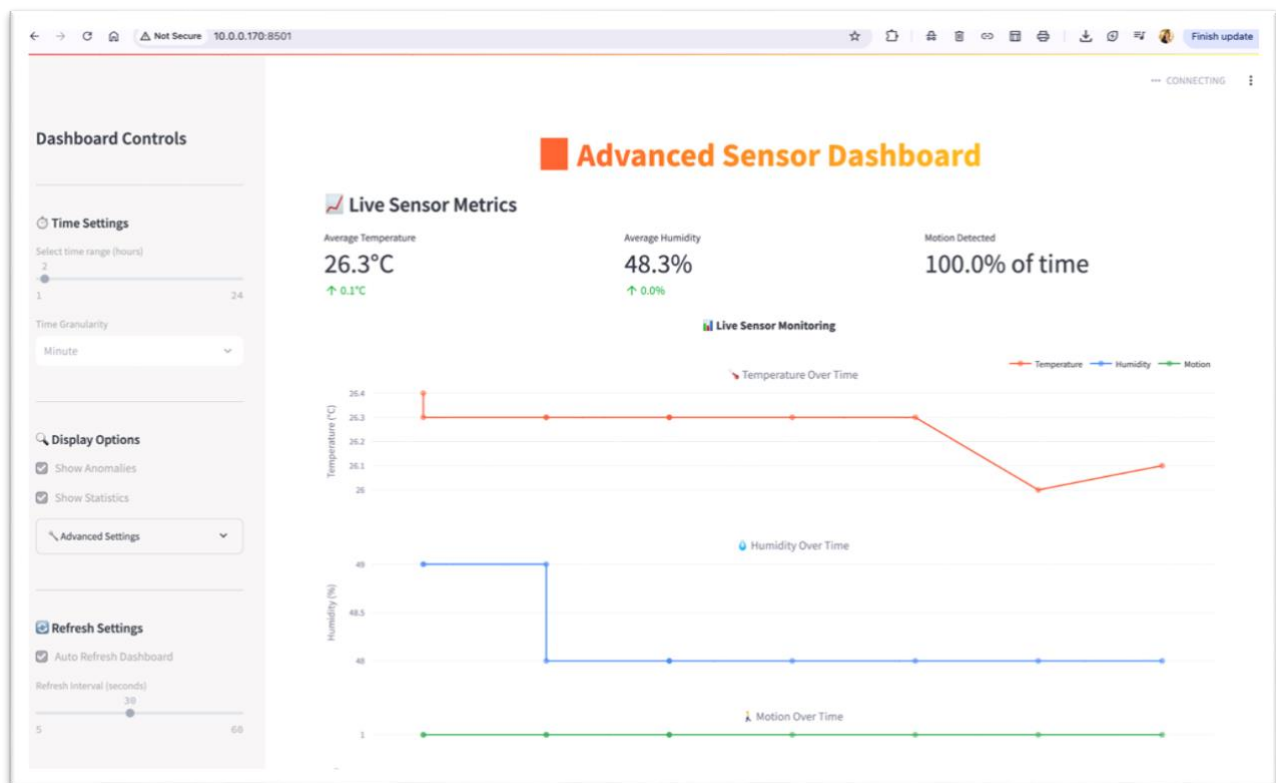 Not Secure 10.0.0.170:8501
Finish update
CONNECTING
Dashboard Controls
Time Settings
Select time range (hours)
2
1 24
Time Granularity
Minute
Display Options
Show Anomalies
Show Statistics
Advanced Settings
Refresh Settings
Auto Refresh Dashboard
Refresh Interval (seconds)
30
5 60
Advanced Sensor Dashboard
Live Sensor Metrics
Average Temperature
26.3°C
↑ 0.1°C
Average Humidity
48.3%
↑ 0.0%
Motion Detected
100.0% of time
Live Sensor Monitoring
Temperature Humidity Motion
Temperature Over Time
Temperature (°C)
26.4
26.3
26.2
26.1
26
Humidity Over Time
Humidity (%)
49
48.5
48
Motion Over Time
1